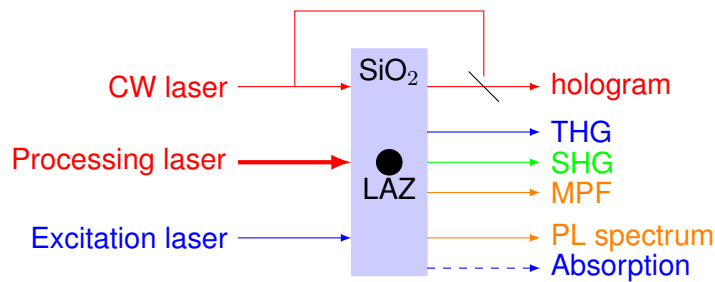 CW laser
SiO₂
hologram
THG
Processing laser
SHG
LAZ
MPF
Excitation laser
PL spectrum
Absorption